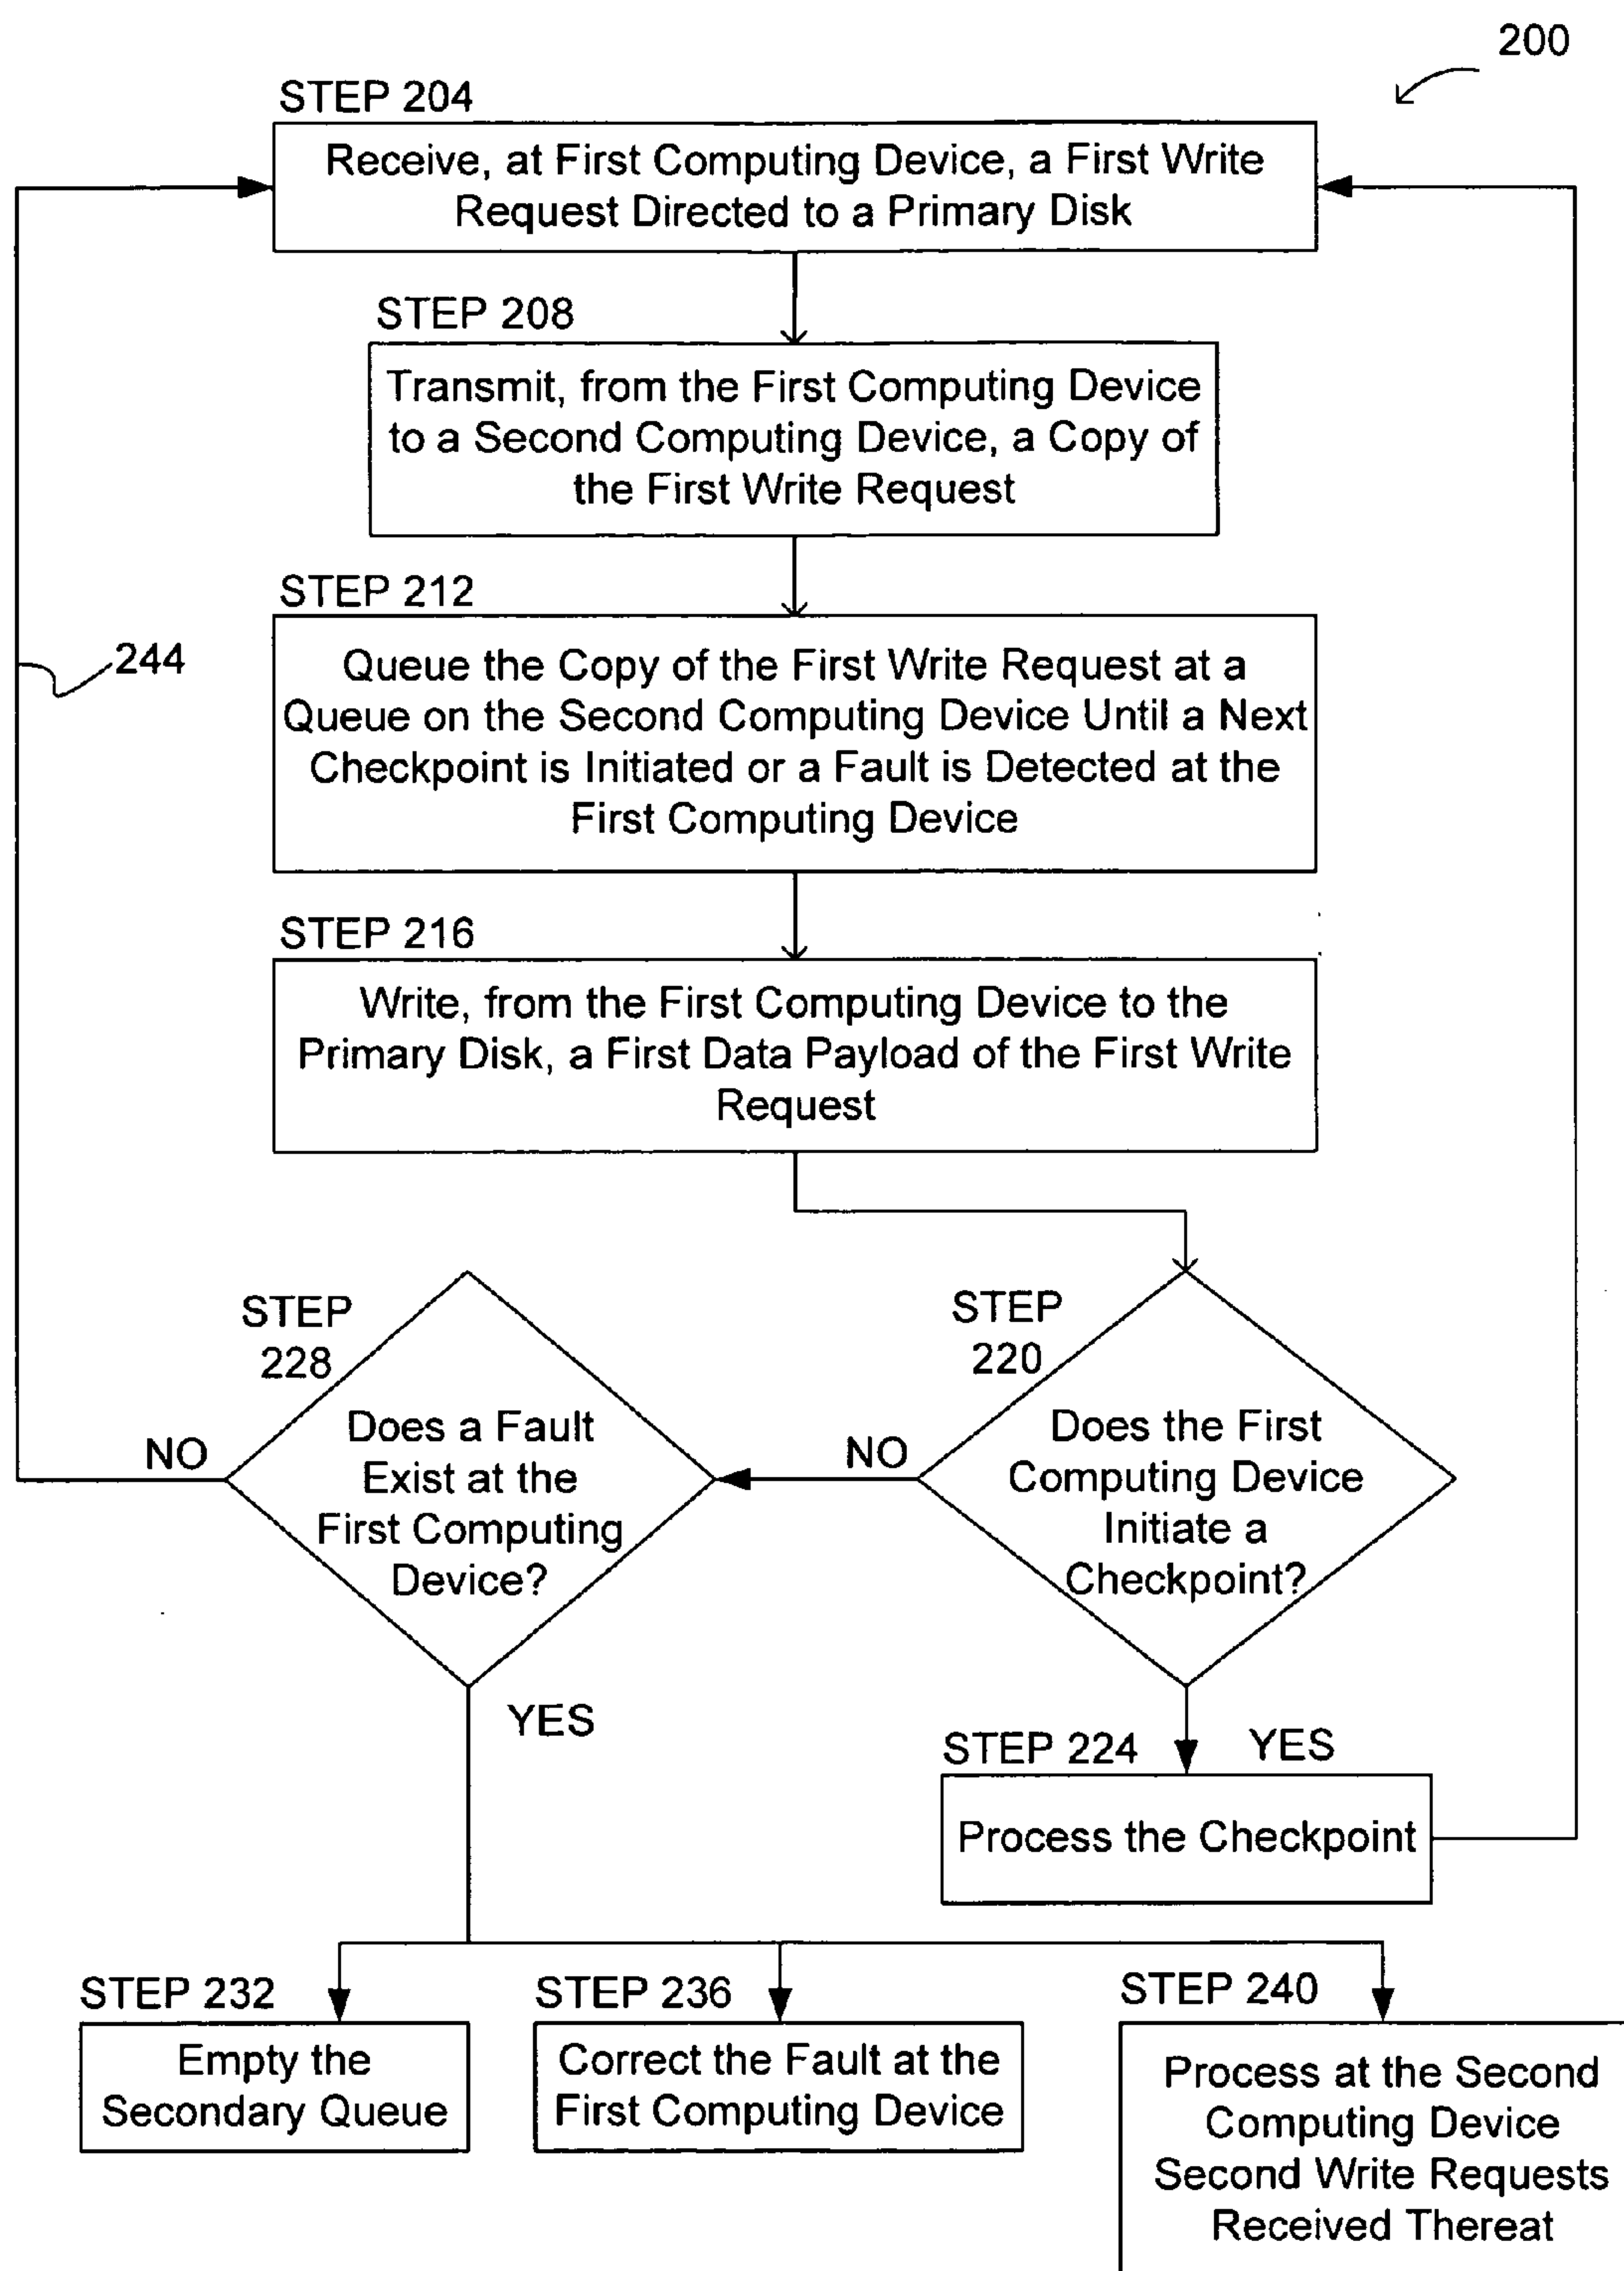 200
STEP 204
Receive, at First Computing Device, a First Write
Request Directed to a Primary Disk
STEP 208
Transmit, from the First Computing Device
to a Second Computing Device, a Copy of
the First Write Request
STEP 212
Queue the Copy of the First Write Request at a
Queue on the Second Computing Device Until a Next
Checkpoint is Initiated or a Fault is Detected at the
First Computing Device
244
STEP 216
Write, from the First Computing Device to the
Primary Disk, a First Data Payload of the First Write
Request
STEP
228
Does a Fault
Exist at the
First Computing
Device?
NO
YES
STEP
220
Does the First
Computing Device
Initiate a
Checkpoint?
NO
YES
STEP 224
Process the Checkpoint
STEP 232
Empty the
Secondary Queue
STEP 236
Correct the Fault at the
First Computing Device
STEP 240
Process at the Second
Computing Device
Second Write Requests
Received Thereat